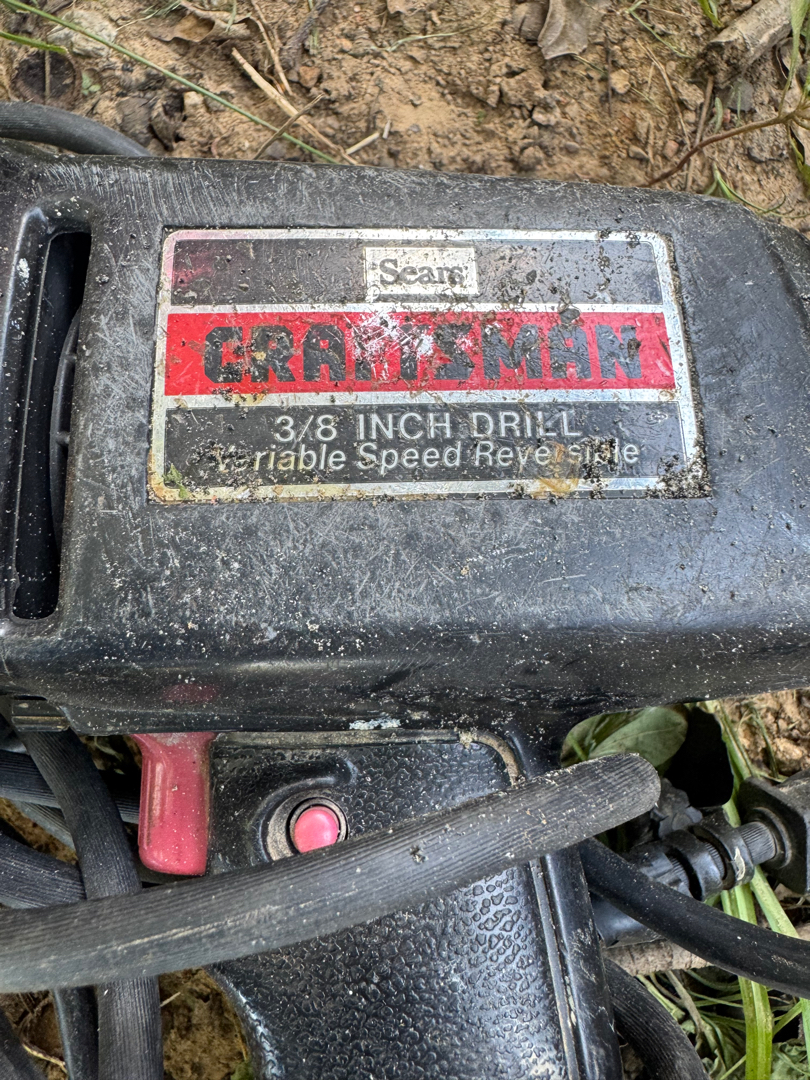 Sears
CRAFTSMAN
3/8 INCH DRILL
Variable Speed Reversible